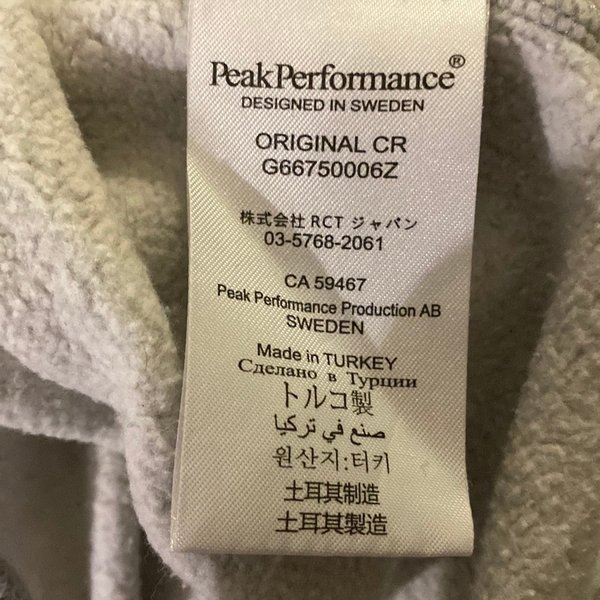 PeakPerformance®
DESIGNED IN SWEDEN
ORIGINAL CR
G66750006Z
株式会社 RCT ジャパン
03-5768-2061
CA 59467
Peak Performance Production AB
SWEDEN
Made in TURKEY
Сделано в Турции
トルコ製
صنع في تركيا
원산지:터키
土耳其制造
土耳其製造